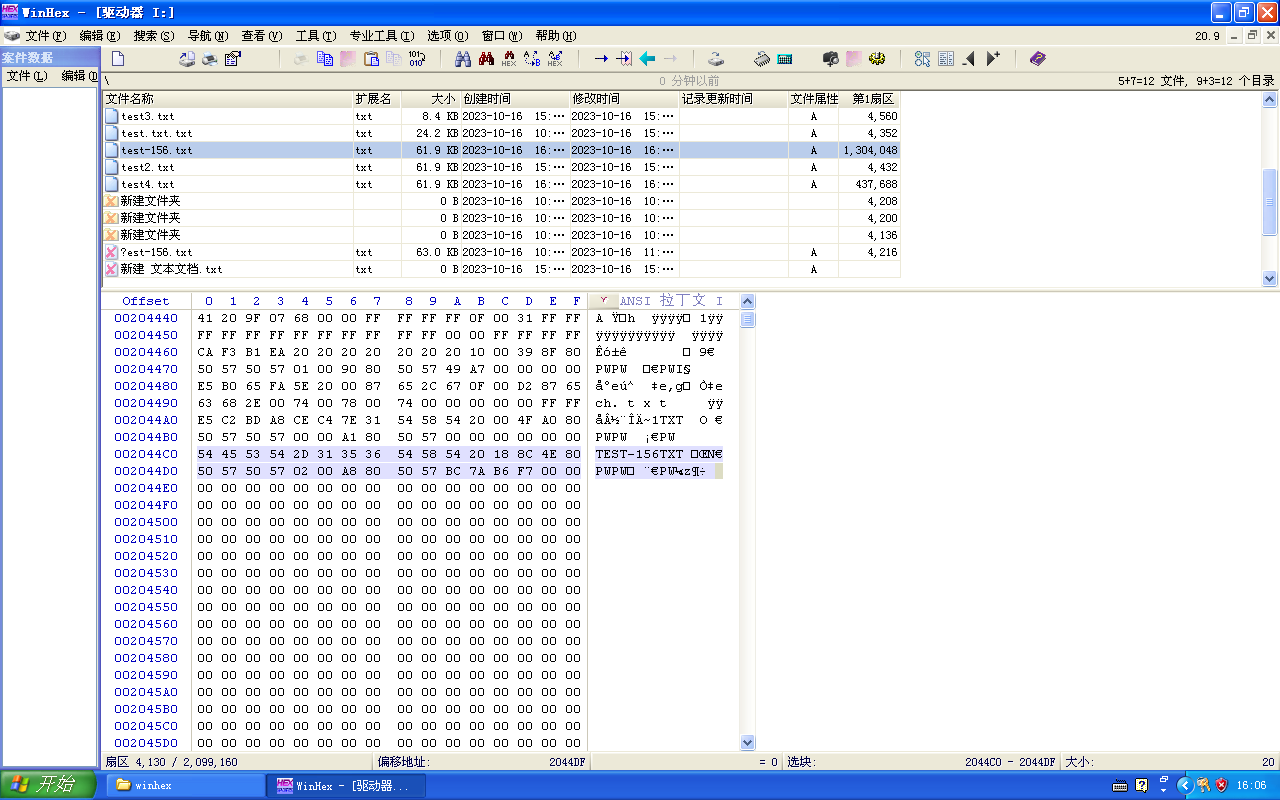 WinHex - [驱动器 I:]
文件(F) 编辑(E) 搜索(S) 导航(N) 查看(V) 工具(T) 专业工具(I) 选项(O) 窗口(W) 帮助(H) 20.9
案件数据
文件(L) 编辑(D
\ 0 分钟以前 5+7=12 文件, 9+3=12 个目录
文件名称 扩展名 大小 创建时间 修改时间 记录更新时间 文件属性 第1扇区
test3.txt txt 8.4 KB 2023-10-16 15:… 2023-10-16 15:… A 4,560
test.txt.txt txt 24.2 KB 2023-10-16 10:… 2023-10-16 15:… A 4,352
test-156.txt txt 61.9 KB 2023-10-16 16:… 2023-10-16 16:… A 1,304,048
test2.txt txt 61.9 KB 2023-10-16 15:… 2023-10-16 15:… A 4,432
test4.txt txt 61.9 KB 2023-10-16 16:… 2023-10-16 16:… A 437,688
新建文件夹 0 B 2023-10-16 10:… 2023-10-16 10:… 4,208
新建文件夹 0 B 2023-10-16 10:… 2023-10-16 10:… 4,200
新建文件夹 0 B 2023-10-16 10:… 2023-10-16 10:… 4,136
?est-156.txt txt 63.0 KB 2023-10-16 10:… 2023-10-16 11:… A 4,216
新建 文本文档.txt txt 0 B 2023-10-16 15:… 2023-10-16 15:… A
Offset 0 1 2 3 4 5 6 7 8 9 A B C D E F ANSI 拉丁文 I
00204440 41 20 9F 07 68 00 00 FF FF FF FF 0F 00 31 FF FF A Ÿ□h ÿÿÿÿ□ 1ÿÿ
00204450 FF FF FF FF FF FF FF FF FF FF 00 00 FF FF FF FF ÿÿÿÿÿÿÿÿÿÿ ÿÿÿÿ
00204460 CA F3 B1 EA 20 20 20 20 20 20 20 10 00 39 8F 80 Êó±ê □ 9€
00204470 50 57 50 57 01 00 90 80 50 57 49 A7 00 00 00 00 PWPW □€PWI§
00204480 E5 B0 65 FA 5E 20 00 87 65 2C 67 0F 00 D2 87 65 å°eú^ ‡e,g□ Ò‡e
00204490 63 68 2E 00 74 00 78 00 74 00 00 00 00 00 FF FF ch. t x t ÿÿ
002044A0 E5 C2 BD A8 CE C4 7E 31 54 58 54 20 00 4F A0 80 åÂ½¨ÎÄ~1TXT O €
002044B0 50 57 50 57 00 00 A1 80 50 57 00 00 00 00 00 00 PWPW ¡€PW
002044C0 54 45 53 54 2D 31 35 36 54 58 54 20 18 8C 4E 80 TEST-156TXT □ŒN€
002044D0 50 57 50 57 02 00 A8 80 50 57 BC 7A B6 F7 00 00 PWPW□ ¨€PW¼z¶÷
002044E0 00 00 00 00 00 00 00 00 00 00 00 00 00 00 00 00
002044F0 00 00 00 00 00 00 00 00 00 00 00 00 00 00 00 00
00204500 00 00 00 00 00 00 00 00 00 00 00 00 00 00 00 00
00204510 00 00 00 00 00 00 00 00 00 00 00 00 00 00 00 00
00204520 00 00 00 00 00 00 00 00 00 00 00 00 00 00 00 00
00204530 00 00 00 00 00 00 00 00 00 00 00 00 00 00 00 00
00204540 00 00 00 00 00 00 00 00 00 00 00 00 00 00 00 00
00204550 00 00 00 00 00 00 00 00 00 00 00 00 00 00 00 00
00204560 00 00 00 00 00 00 00 00 00 00 00 00 00 00 00 00
00204570 00 00 00 00 00 00 00 00 00 00 00 00 00 00 00 00
00204580 00 00 00 00 00 00 00 00 00 00 00 00 00 00 00 00
00204590 00 00 00 00 00 00 00 00 00 00 00 00 00 00 00 00
002045A0 00 00 00 00 00 00 00 00 00 00 00 00 00 00 00 00
002045B0 00 00 00 00 00 00 00 00 00 00 00 00 00 00 00 00
002045C0 00 00 00 00 00 00 00 00 00 00 00 00 00 00 00 00
002045D0 00 00 00 00 00 00 00 00 00 00 00 00 00 00 00 00
扇区 4,130 / 2,099,160 偏移地址: 2044DF = 0 选块: 2044C0 - 2044DF 大小: 20
开始 winhex WinHex - [驱动器... 16:06